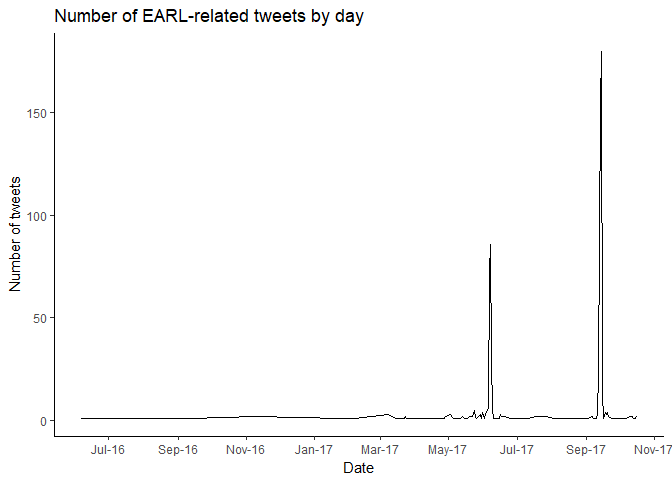 Number of EARL-related tweets by day
Number of tweets
150
100
50
0
Jul-16 Sep-16 Nov-16 Jan-17 Mar-17 May-17 Jul-17 Sep-17 Nov-17
Date